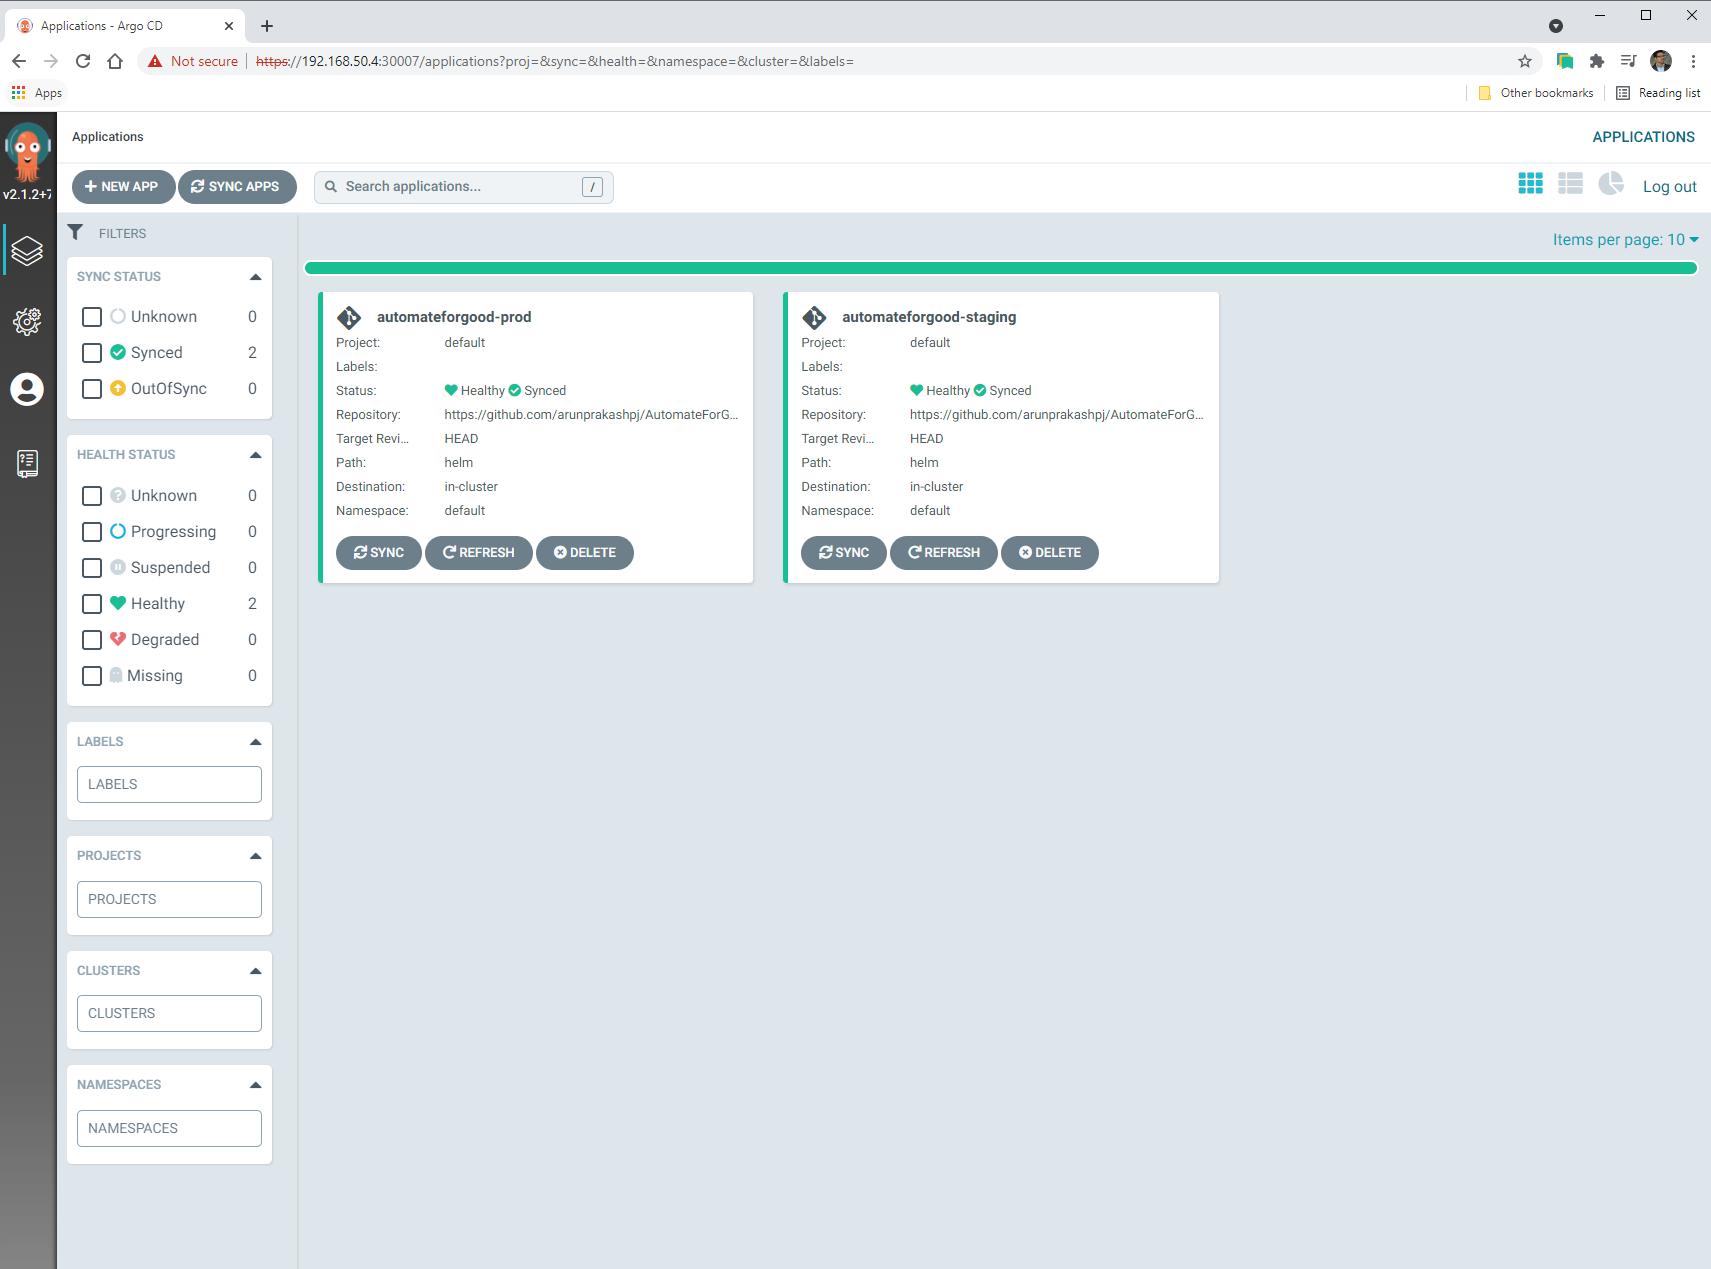 Applications - Argo CD
Not secure | https://192.168.50.4:30007/applications?proj=&sync=&health=&namespace=&cluster=&labels=
Apps
Other bookmarks
Reading list
v2.1.2+7
Applications
APPLICATIONS
NEW APP
SYNC APPS
Search applications...
/
Log out
FILTERS
Items per page: 10
SYNC STATUS
Unknown 0
Synced 2
OutOfSync 0
HEALTH STATUS
Unknown 0
Progressing 0
Suspended 0
Healthy 2
Degraded 0
Missing 0
LABELS
LABELS
PROJECTS
PROJECTS
CLUSTERS
CLUSTERS
NAMESPACES
NAMESPACES
automateforgood-prod
Project: default
Labels:
Status: Healthy Synced
Repository: https://github.com/arunprakashpj/AutomateForG...
Target Revi... HEAD
Path: helm
Destination: in-cluster
Namespace: default
SYNC REFRESH DELETE
automateforgood-staging
Project: default
Labels:
Status: Healthy Synced
Repository: https://github.com/arunprakashpj/AutomateForG...
Target Revi... HEAD
Path: helm
Destination: in-cluster
Namespace: default
SYNC REFRESH DELETE